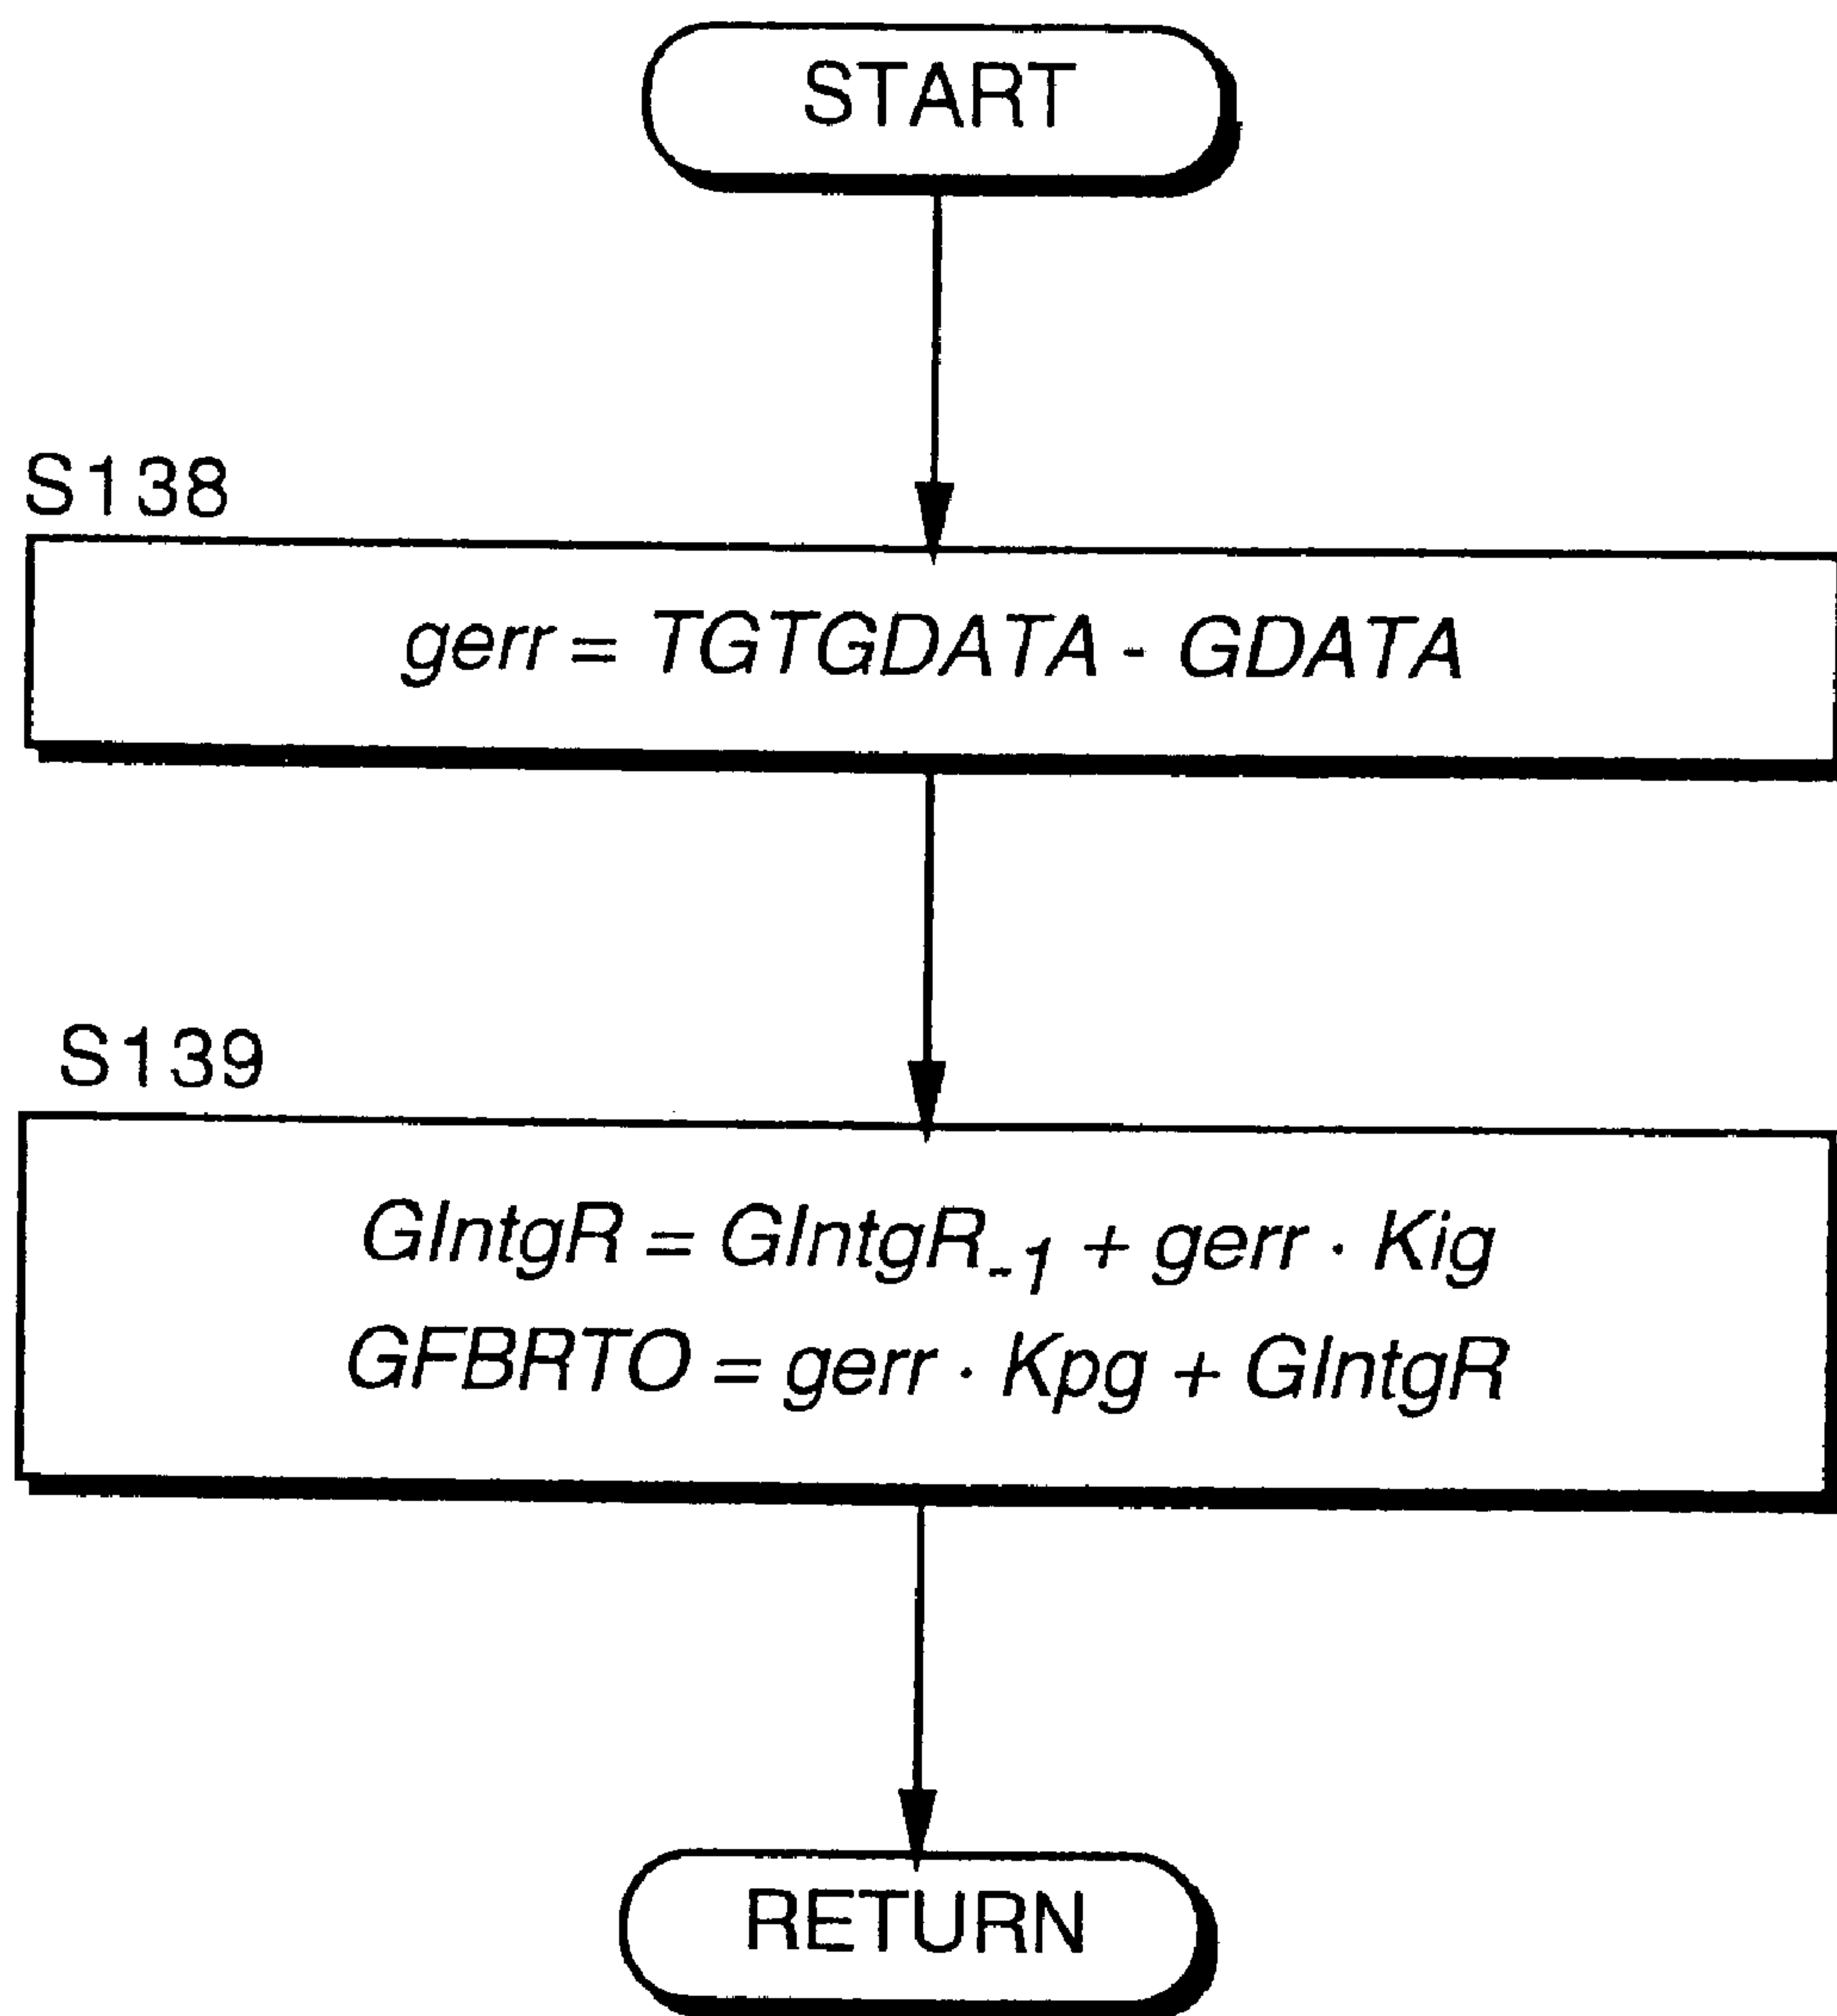 START
S138
gerr = TGTGDATA - GDATA
S139
GIntgR = GIntgR₋₁ + gerr · Kig
GFBRTO = gerr · Kpg + GIntgR
RETURN